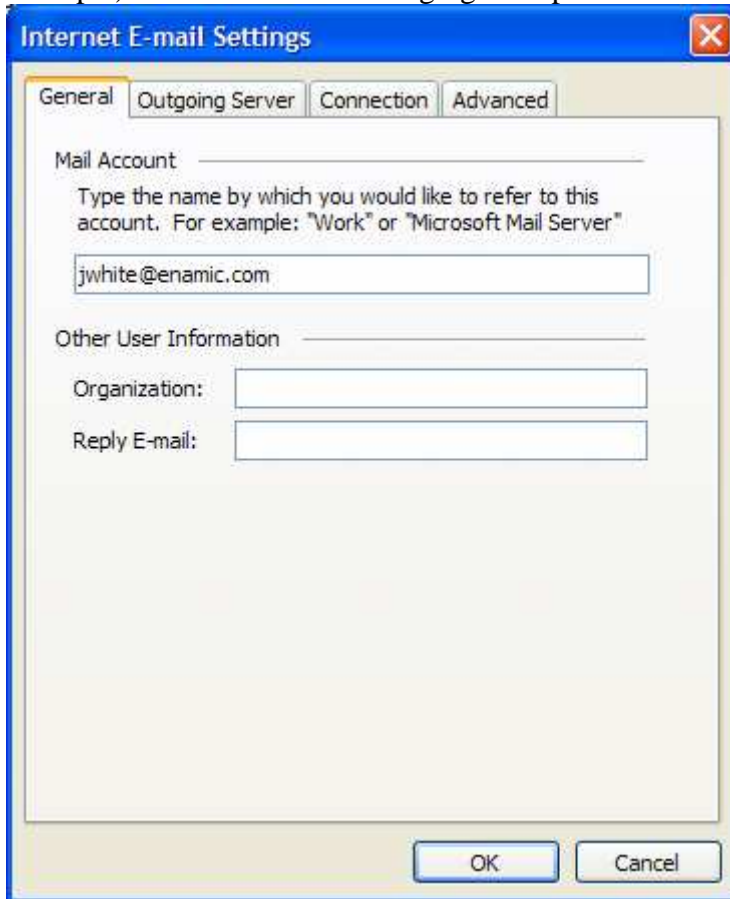 Internet E-mail Settings
General Outgoing Server Connection Advanced
Mail Account
Type the name by which you would like to refer to this
account. For example: "Work" or "Microsoft Mail Server"
jwhite@enamic.com
Other User Information
Organization:
Reply E-mail:
OK Cancel